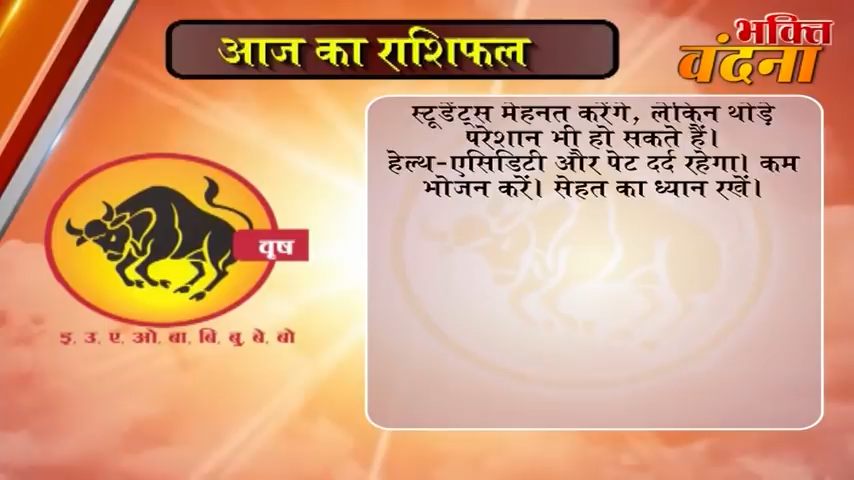 आज का राशिफल
भक्ति
वंदना
स्टूडेंट्स मेहनत करेंगे, लेकिन थोड़े
परेशान भी हो सकते हैं।
हेल्थ-एसिडिटी और पेट दर्द रहेगा। कम
भोजन करें। सेहत का ध्यान रखें।
वृष
इ, उ, ए, ओ, बा, बि, बु, बे, बो